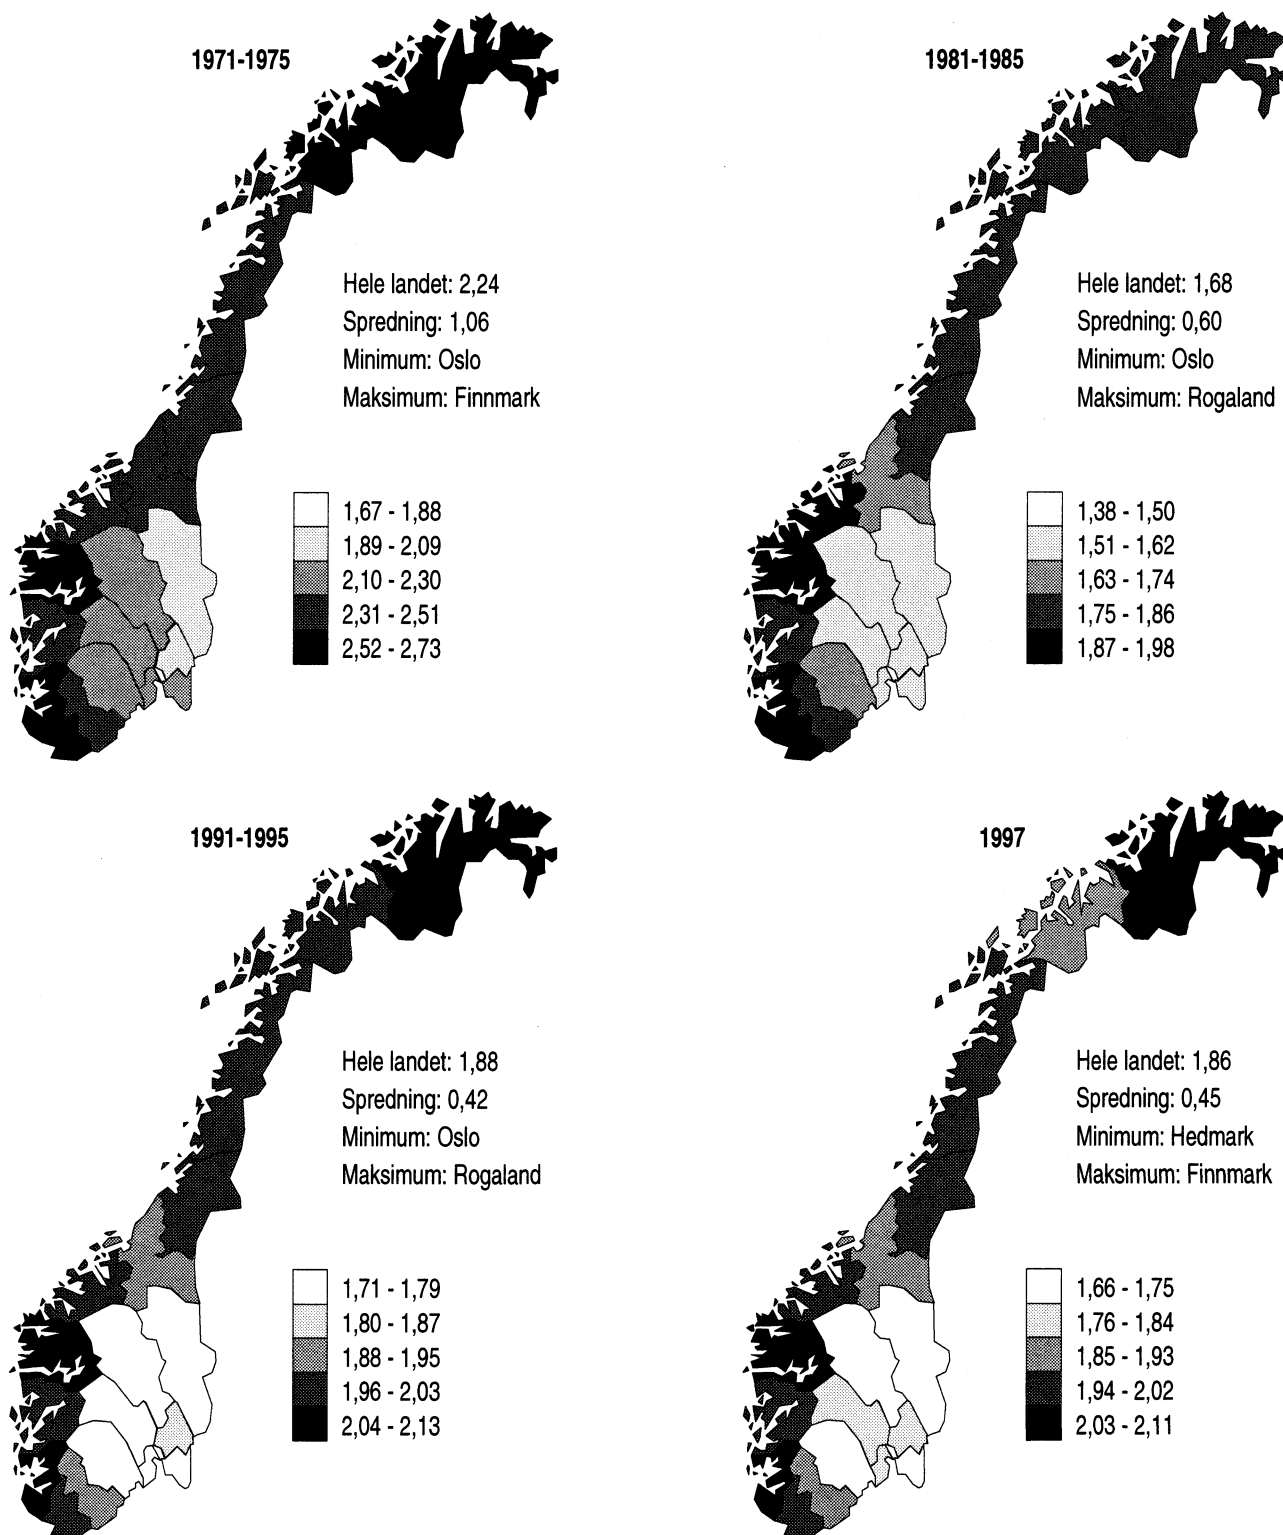 1971-1975
Hele landet: 2,24
Spredning: 1,06
Minimum: Oslo
Maksimum: Finnmark
1,67 - 1,88
1,89 - 2,09
2,10 - 2,30
2,31 - 2,51
2,52 - 2,73
1981-1985
Hele landet: 1,68
Spredning: 0,60
Minimum: Oslo
Maksimum: Rogaland
1,38 - 1,50
1,51 - 1,62
1,63 - 1,74
1,75 - 1,86
1,87 - 1,98
1991-1995
Hele landet: 1,88
Spredning: 0,42
Minimum: Oslo
Maksimum: Rogaland
1,71 - 1,79
1,80 - 1,87
1,88 - 1,95
1,96 - 2,03
2,04 - 2,13
1997
Hele landet: 1,86
Spredning: 0,45
Minimum: Hedmark
Maksimum: Finnmark
1,66 - 1,75
1,76 - 1,84
1,85 - 1,93
1,94 - 2,02
2,03 - 2,11